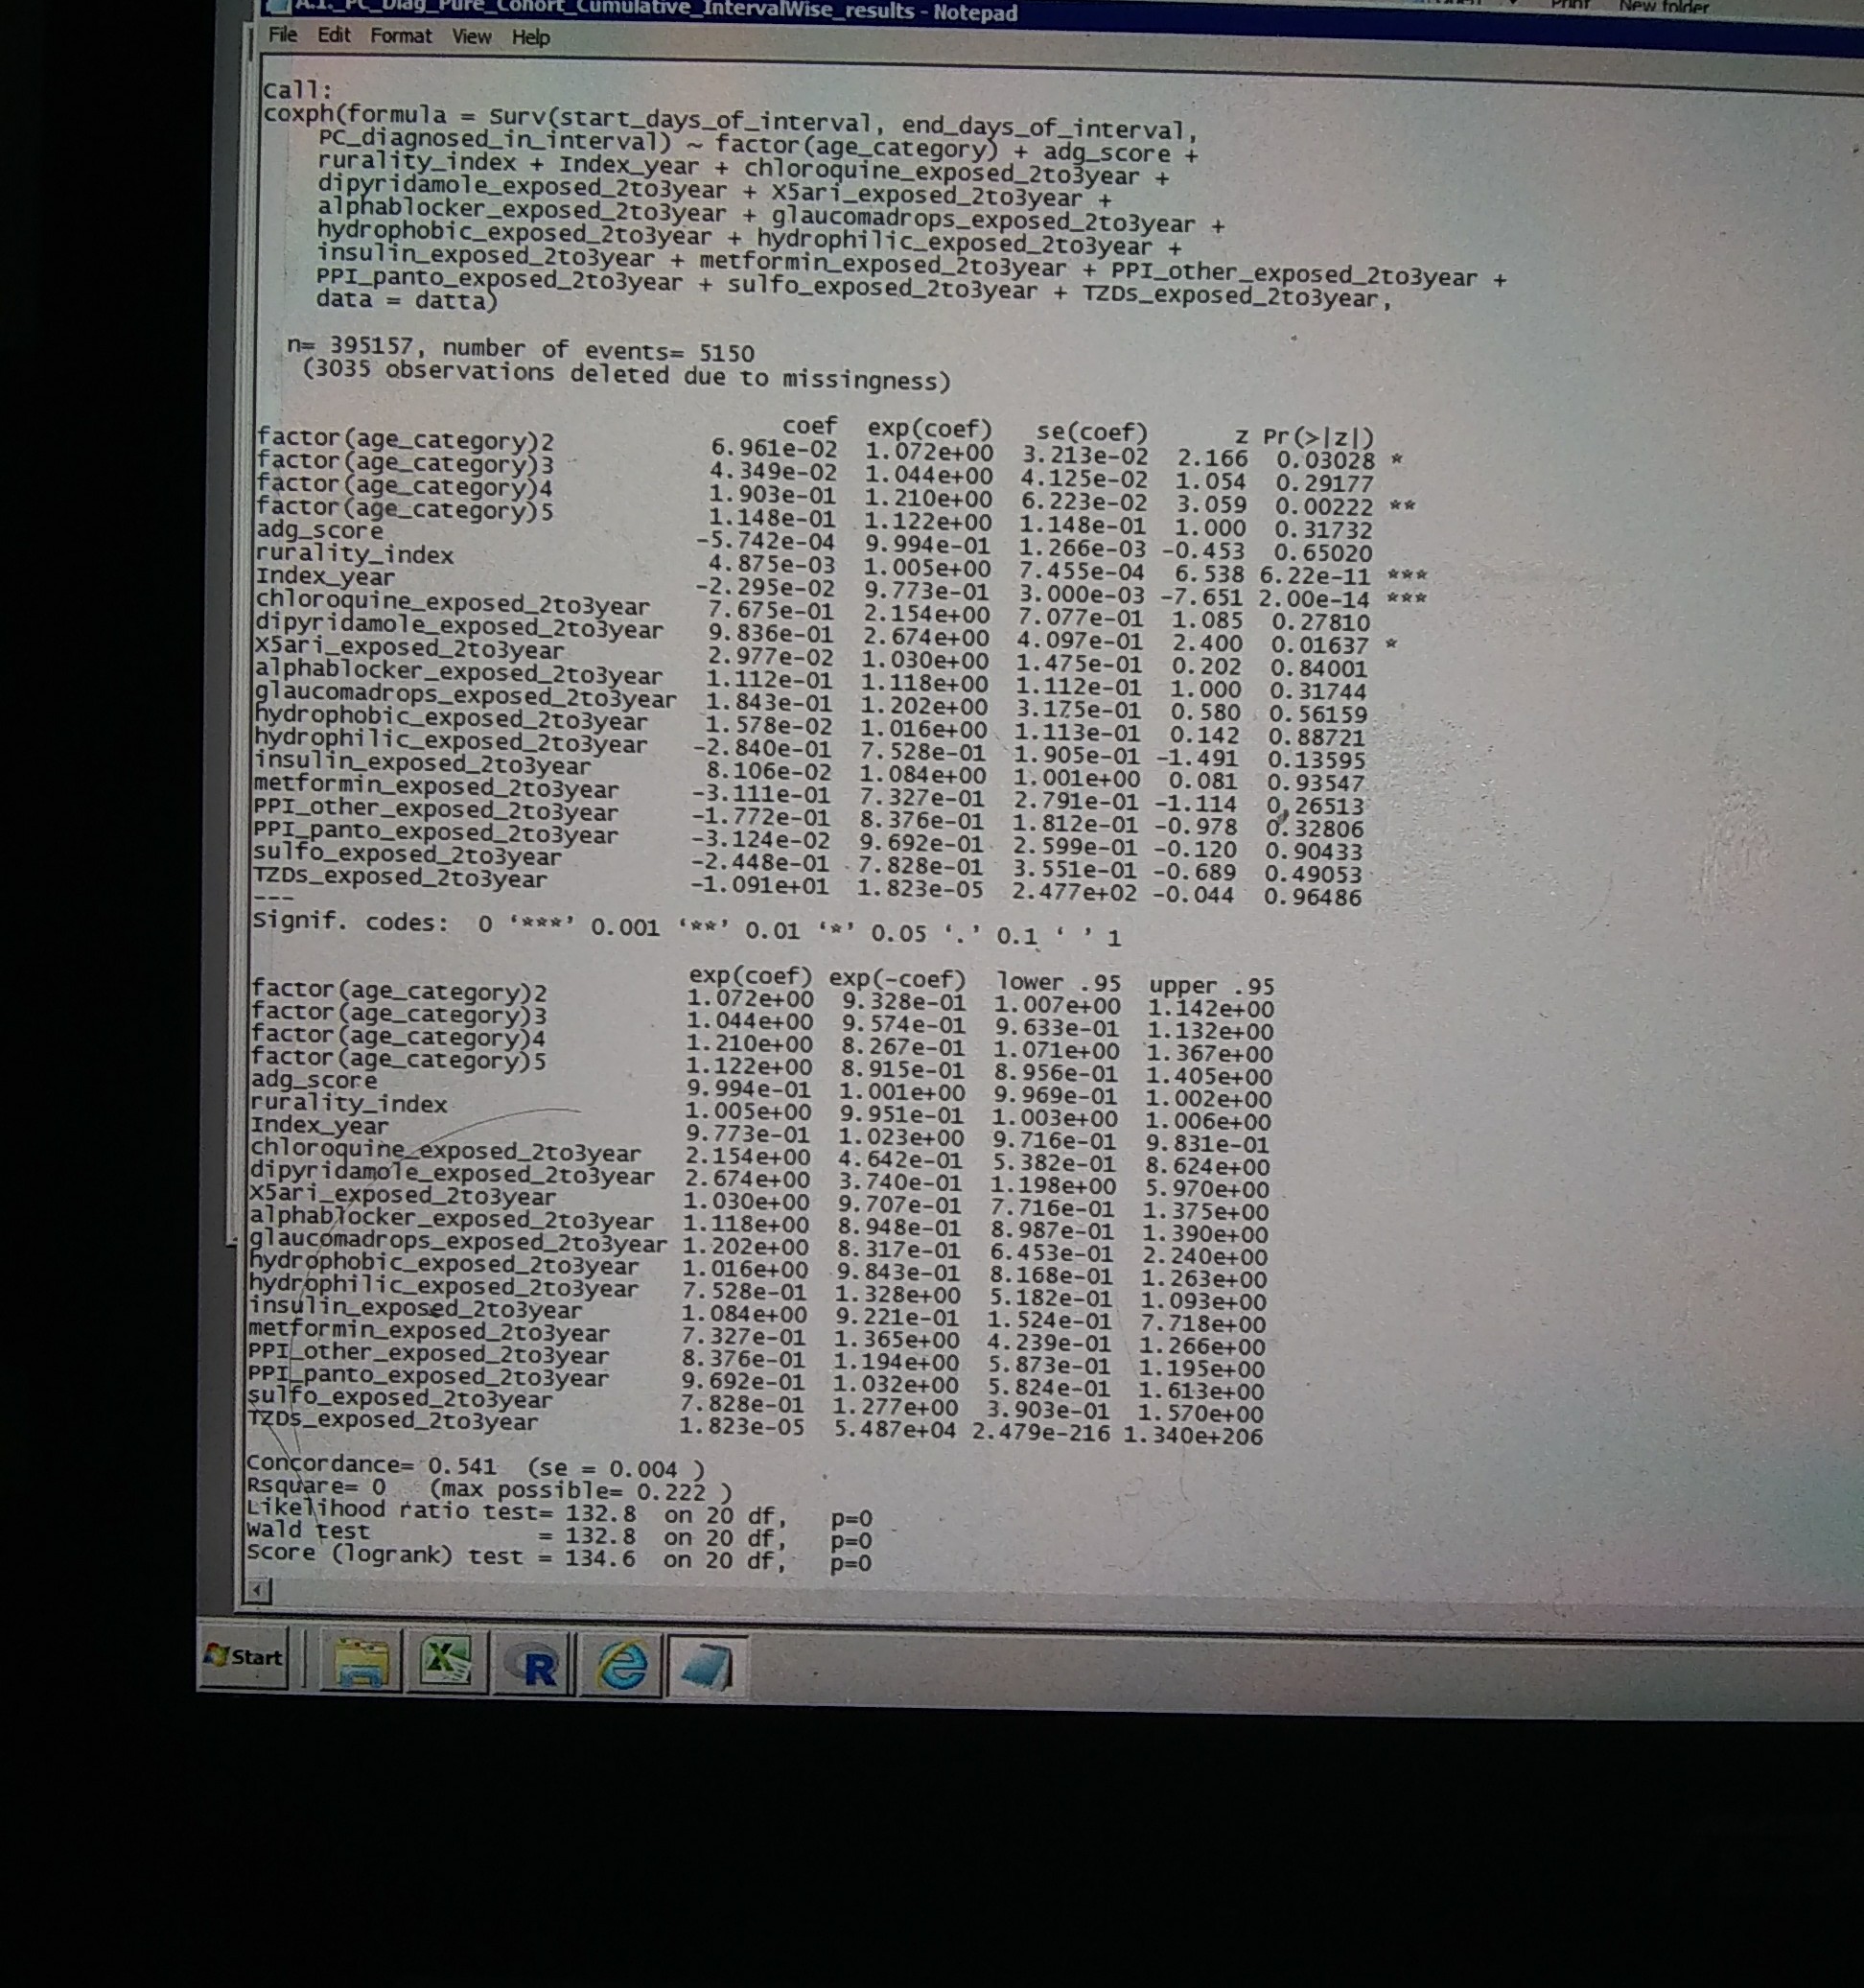 A.1._PC_Diag_Pure_Cohort_Cumulative_IntervalWise_results - Notepad
Print New folder
File Edit Format View Help
Call:
coxph(formula = Surv(start_days_of_interval, end_days_of_interval,
PC_diagnosed_in_interval) ~ factor(age_category) + adg_score +
rurality_index + Index_year + chloroquine_exposed_2to3year +
dipyridamole_exposed_2to3year + X5ari_exposed_2to3year +
alphablocker_exposed_2to3year + glaucomadrops_exposed_2to3year +
hydrophobic_exposed_2to3year + hydrophilic_exposed_2to3year +
insulin_exposed_2to3year + metformin_exposed_2to3year + PPI_other_exposed_2to3year +
PPI_panto_exposed_2to3year + sulfo_exposed_2to3year + TZDs_exposed_2to3year,
data = datta)
n= 395157, number of events= 5150
(3035 observations deleted due to missingness)
coef exp(coef) se(coef) z Pr(>|z|)
factor(age_category)2 6.961e-02 1.072e+00 3.213e-02 2.166 0.03028 *
factor(age_category)3 4.349e-02 1.044e+00 4.125e-02 1.054 0.29177
factor(age_category)4 1.903e-01 1.210e+00 6.223e-02 3.059 0.00222 **
factor(age_category)5 1.148e-01 1.122e+00 1.148e-01 1.000 0.31732
adg_score -5.742e-04 9.994e-01 1.266e-03 -0.453 0.65020
rurality_index 4.875e-03 1.005e+00 7.455e-04 6.538 6.22e-11 ***
Index_year -2.295e-02 9.773e-01 3.000e-03 -7.651 2.00e-14 ***
chloroquine_exposed_2to3year 7.675e-01 2.154e+00 7.077e-01 1.085 0.27810
dipyridamole_exposed_2to3year 9.836e-01 2.674e+00 4.097e-01 2.400 0.01637 *
X5ari_exposed_2to3year 2.977e-02 1.030e+00 1.475e-01 0.202 0.84001
alphablocker_exposed_2to3year 1.112e-01 1.118e+00 1.112e-01 1.000 0.31744
glaucomadrops_exposed_2to3year 1.843e-01 1.202e+00 3.175e-01 0.580 0.56159
hydrophobic_exposed_2to3year 1.578e-02 1.016e+00 1.113e-01 0.142 0.88721
hydrophilic_exposed_2to3year -2.840e-01 7.528e-01 1.905e-01 -1.491 0.13595
insulin_exposed_2to3year 8.106e-02 1.084e+00 1.001e+00 0.081 0.93547
metformin_exposed_2to3year -3.111e-01 7.327e-01 2.791e-01 -1.114 0.26513
PPI_other_exposed_2to3year -1.772e-01 8.376e-01 1.812e-01 -0.978 0.32806
PPI_panto_exposed_2to3year -3.124e-02 9.692e-01 2.599e-01 -0.120 0.90433
sulfo_exposed_2to3year -2.448e-01 7.828e-01 3.551e-01 -0.689 0.49053
TZDs_exposed_2to3year -1.091e+01 1.823e-05 2.477e+02 -0.044 0.96486
---
Signif. codes: 0 ‘***’ 0.001 ‘**’ 0.01 ‘*’ 0.05 ‘.’ 0.1 ‘ ’ 1
exp(coef) exp(-coef) lower .95 upper .95
factor(age_category)2 1.072e+00 9.328e-01 1.007e+00 1.142e+00
factor(age_category)3 1.044e+00 9.574e-01 9.633e-01 1.132e+00
factor(age_category)4 1.210e+00 8.267e-01 1.071e+00 1.367e+00
factor(age_category)5 1.122e+00 8.915e-01 8.956e-01 1.405e+00
adg_score 9.994e-01 1.001e+00 9.969e-01 1.002e+00
rurality_index 1.005e+00 9.951e-01 1.003e+00 1.006e+00
Index_year 9.773e-01 1.023e+00 9.716e-01 9.831e-01
chloroquine_exposed_2to3year 2.154e+00 4.642e-01 5.382e-01 8.624e+00
dipyridamole_exposed_2to3year 2.674e+00 3.740e-01 1.198e+00 5.970e+00
X5ari_exposed_2to3year 1.030e+00 9.707e-01 7.716e-01 1.375e+00
alphablocker_exposed_2to3year 1.118e+00 8.948e-01 8.987e-01 1.390e+00
glaucomadrops_exposed_2to3year 1.202e+00 8.317e-01 6.453e-01 2.240e+00
hydrophobic_exposed_2to3year 1.016e+00 9.843e-01 8.168e-01 1.263e+00
hydrophilic_exposed_2to3year 7.528e-01 1.328e+00 5.182e-01 1.093e+00
insulin_exposed_2to3year 1.084e+00 9.221e-01 1.524e-01 7.718e+00
metformin_exposed_2to3year 7.327e-01 1.365e+00 4.239e-01 1.266e+00
PPI_other_exposed_2to3year 8.376e-01 1.194e+00 5.873e-01 1.195e+00
PPI_panto_exposed_2to3year 9.692e-01 1.032e+00 5.824e-01 1.613e+00
sulfo_exposed_2to3year 7.828e-01 1.277e+00 3.903e-01 1.570e+00
TZDs_exposed_2to3year 1.823e-05 5.487e+04 2.479e-216 1.340e+206
Concordance= 0.541 (se = 0.004 )
Rsquare= 0 (max possible= 0.222 )
Likelihood ratio test= 132.8 on 20 df, p=0
Wald test = 132.8 on 20 df, p=0
Score (logrank) test = 134.6 on 20 df, p=0
Start